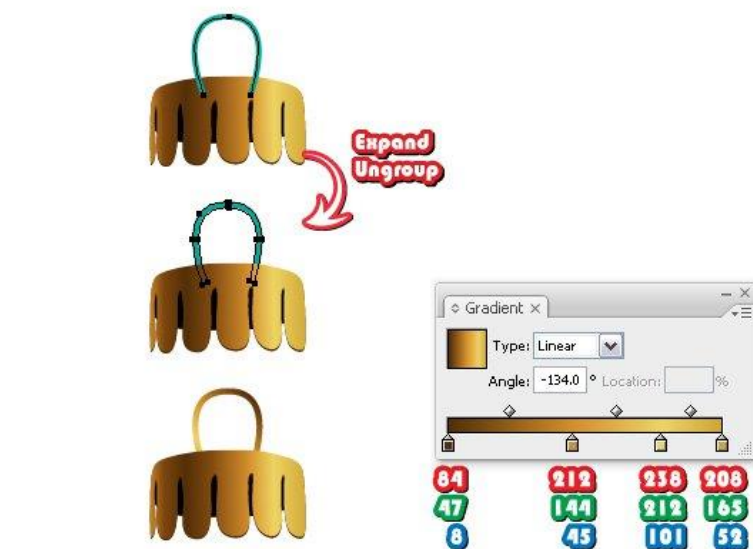 Expand
Ungroup
Gradient
Type: Linear
Angle: -134.0 ° Location: %
84 212 238 208
47 144 212 165
8 45 101 52